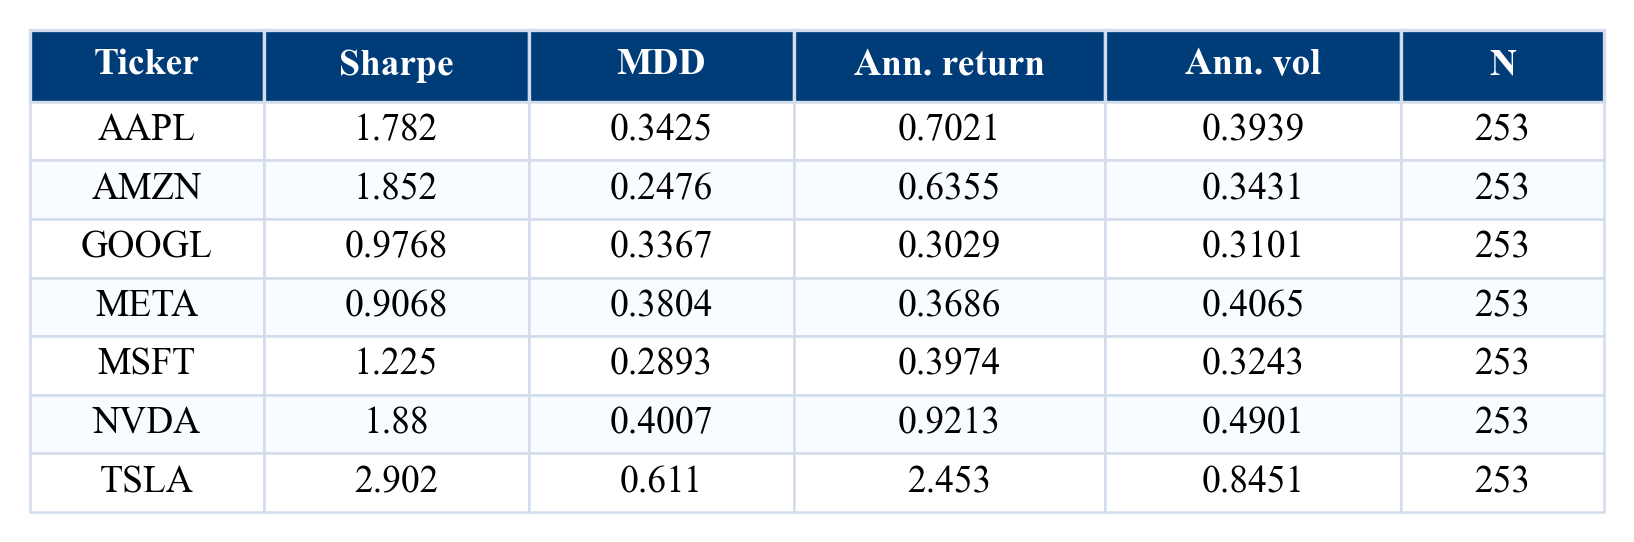 Ticker Sharpe MDD Ann. return Ann. vol N
AAPL 1.782 0.3425 0.7021 0.3939 253
AMZN 1.852 0.2476 0.6355 0.3431 253
GOOGL 0.9768 0.3367 0.3029 0.3101 253
META 0.9068 0.3804 0.3686 0.4065 253
MSFT 1.225 0.2893 0.3974 0.3243 253
NVDA 1.88 0.4007 0.9213 0.4901 253
TSLA 2.902 0.611 2.453 0.8451 253